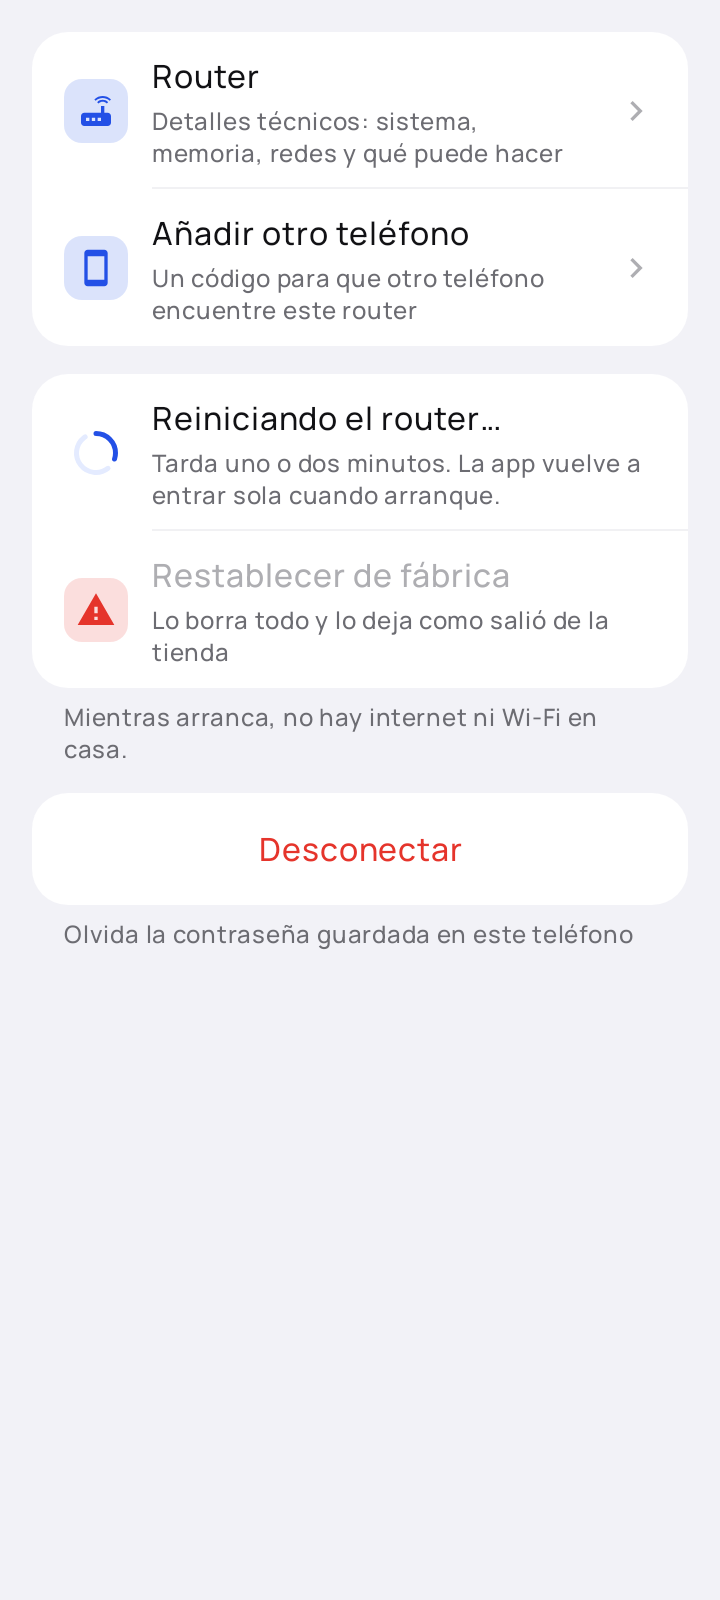 Router
Detalles técnicos: sistema,
memoria, redes y qué puede hacer
Añadir otro teléfono
Un código para que otro teléfono
encuentre este router
Reiniciando el router…
Tarda uno o dos minutos. La app vuelve a
entrar sola cuando arranque.
Restablecer de fábrica
Lo borra todo y lo deja como salió de la
tienda
Mientras arranca, no hay internet ni Wi-Fi en
casa.
Desconectar
Olvida la contraseña guardada en este teléfono